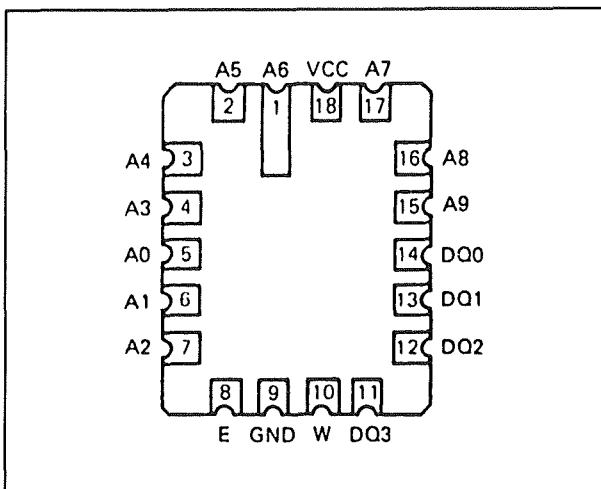 A5 A6 VCC A7
2 1 18 17
A4 3 16 A8
A3 4 15 A9
A0 5 14 DQ0
A1 6 13 DQ1
A2 7 12 DQ2
8 9 10 11
E GND W DQ3